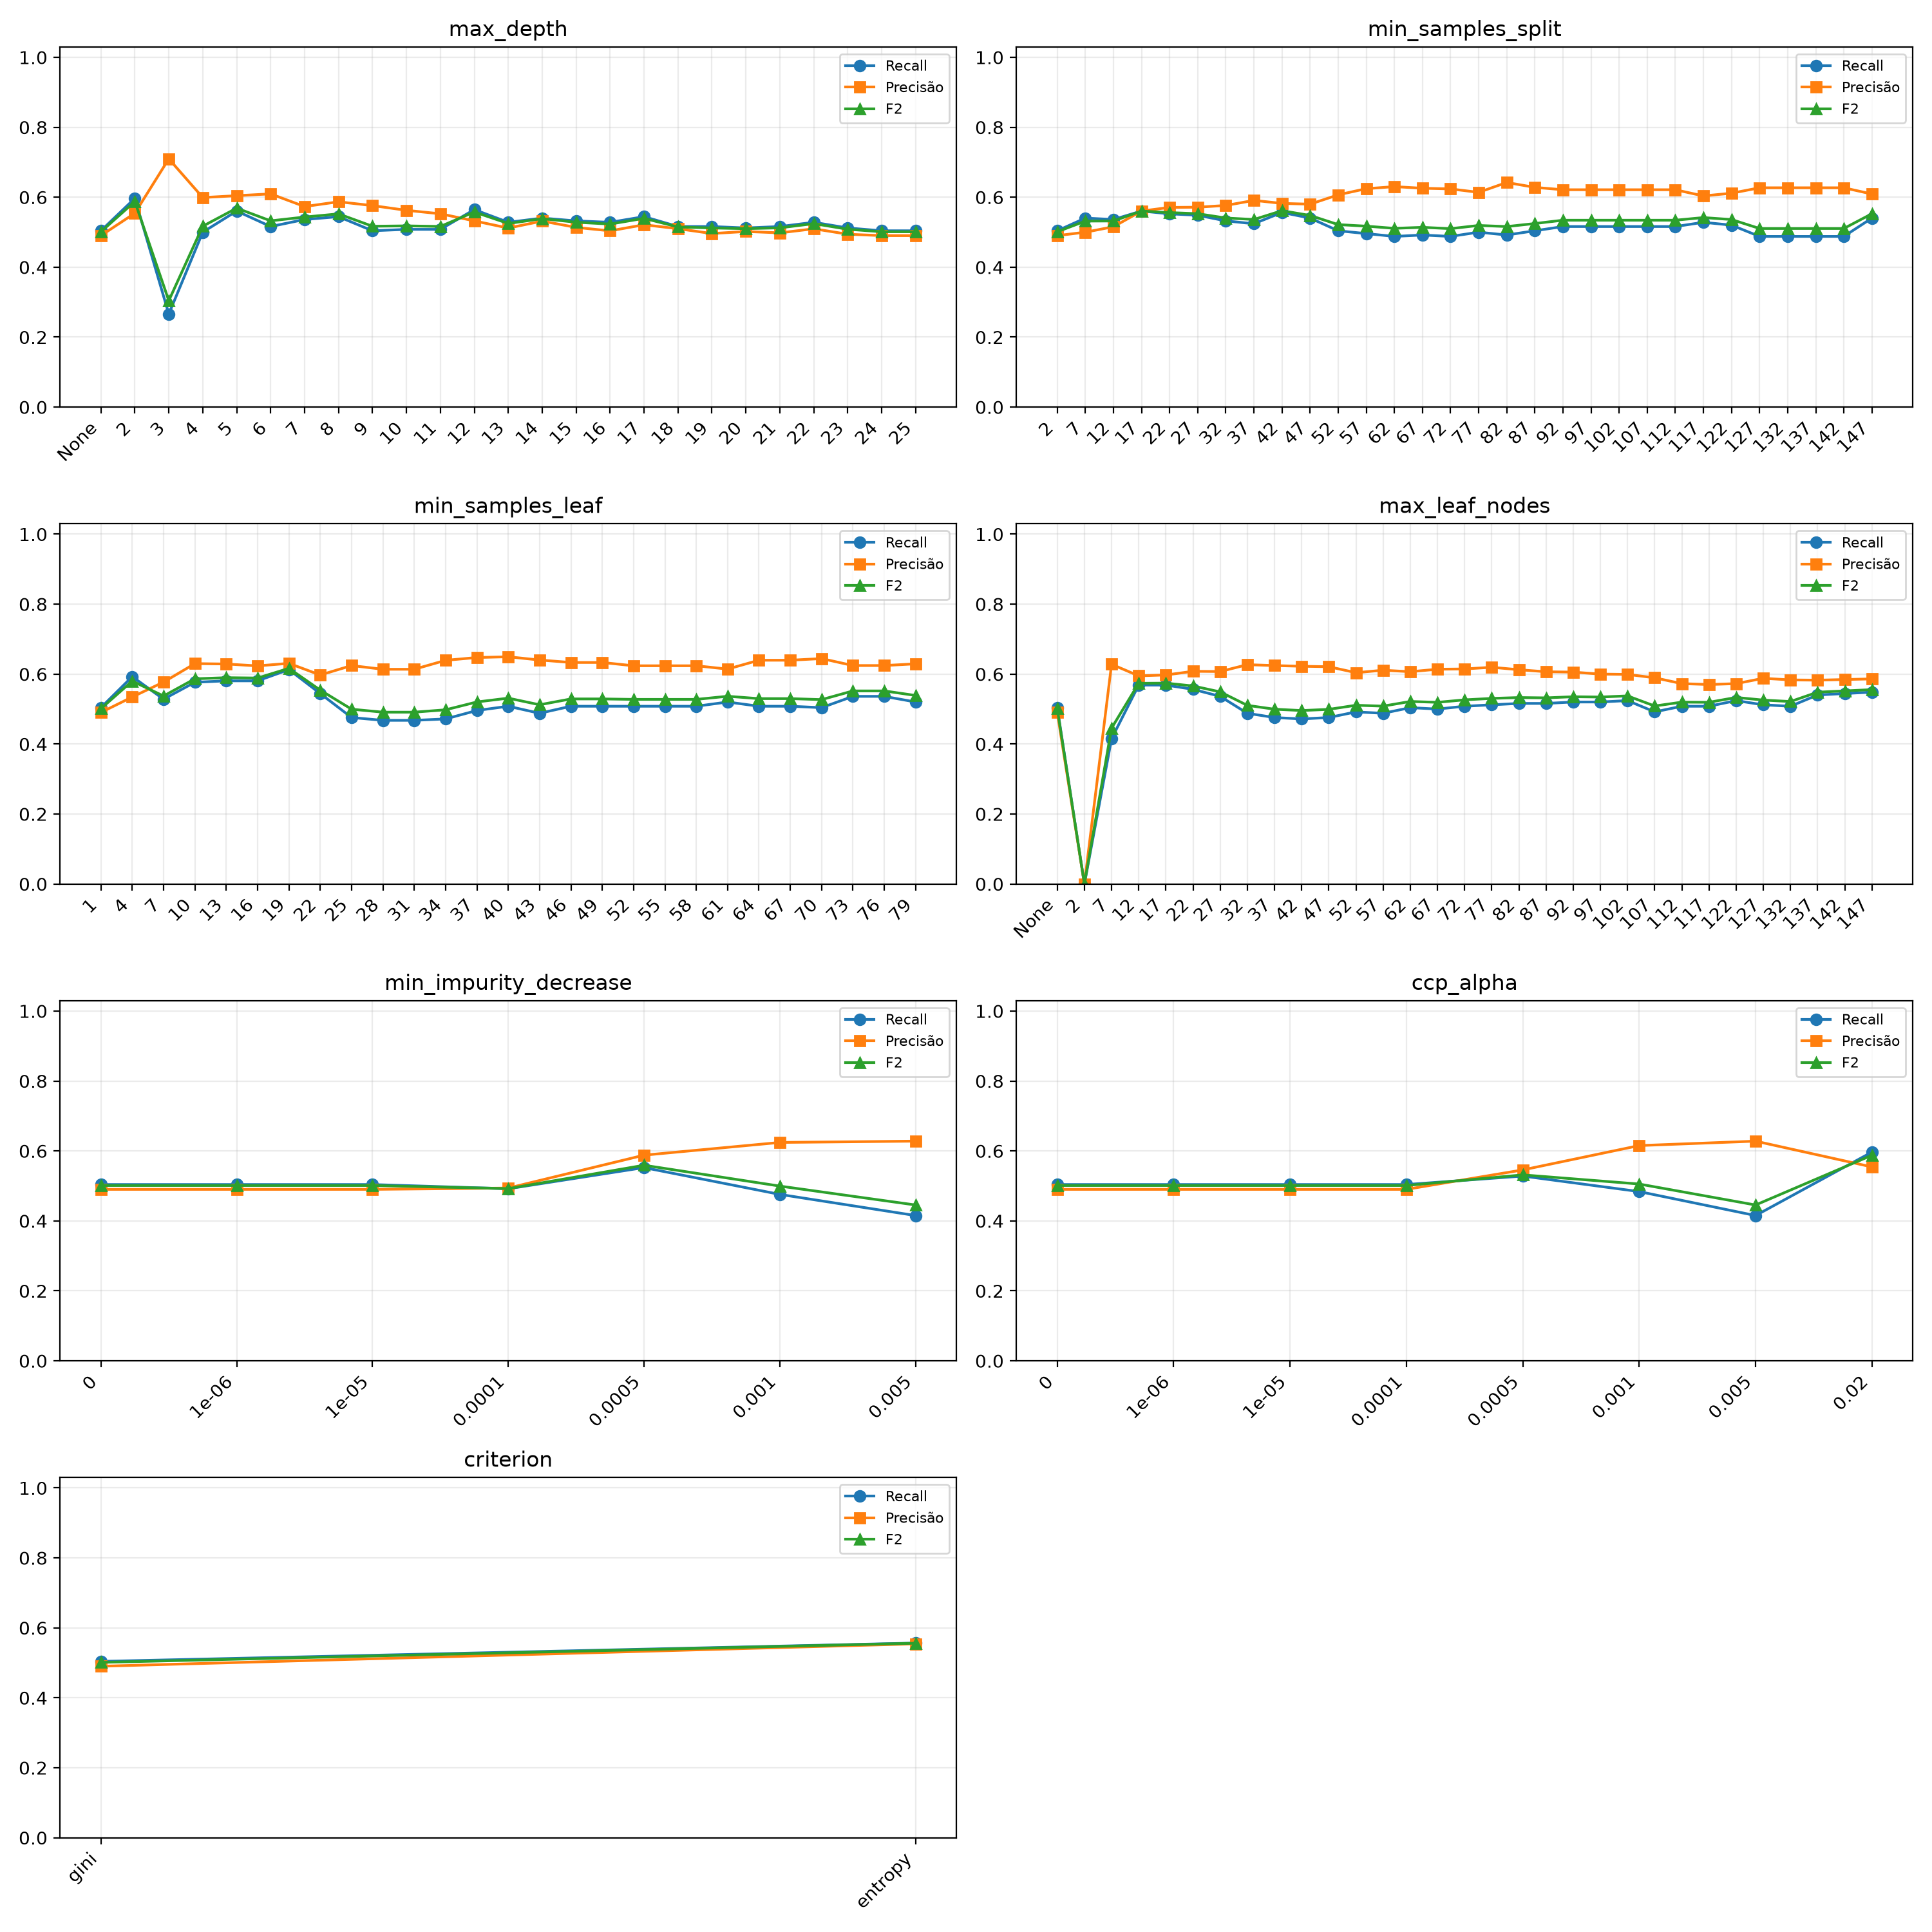 max_depth
1.0
0.8
0.6
0.4
0.2
0.0
Recall
Precisão
F2
None 2 3 4 5 6 7 8 9 10 11 12 13 14 15 16 17 18 19 20 21 22 23 24 25
min_samples_split
1.0
0.8
0.6
0.4
0.2
0.0
Recall
Precisão
F2
2 7 12 17 22 27 32 37 42 47 52 57 62 67 72 77 82 87 92 97 102 107 112 117 122 127 132 137 142 147
min_samples_leaf
1.0
0.8
0.6
0.4
0.2
0.0
Recall
Precisão
F2
1 4 7 10 13 16 19 22 25 28 31 34 37 40 43 46 49 52 55 58 61 64 67 70 73 76 79
max_leaf_nodes
1.0
0.8
0.6
0.4
0.2
0.0
Recall
Precisão
F2
None 2 7 12 17 22 27 32 37 42 47 52 57 62 67 72 77 82 87 92 97 102 107 112 117 122 127 132 137 142 147
min_impurity_decrease
1.0
0.8
0.6
0.4
0.2
0.0
Recall
Precisão
F2
0 1e-06 1e-05 0.0001 0.0005 0.001 0.005
ccp_alpha
1.0
0.8
0.6
0.4
0.2
0.0
Recall
Precisão
F2
0 1e-06 1e-05 0.0001 0.0005 0.001 0.005 0.02
criterion
1.0
0.8
0.6
0.4
0.2
0.0
Recall
Precisão
F2
gini entropy